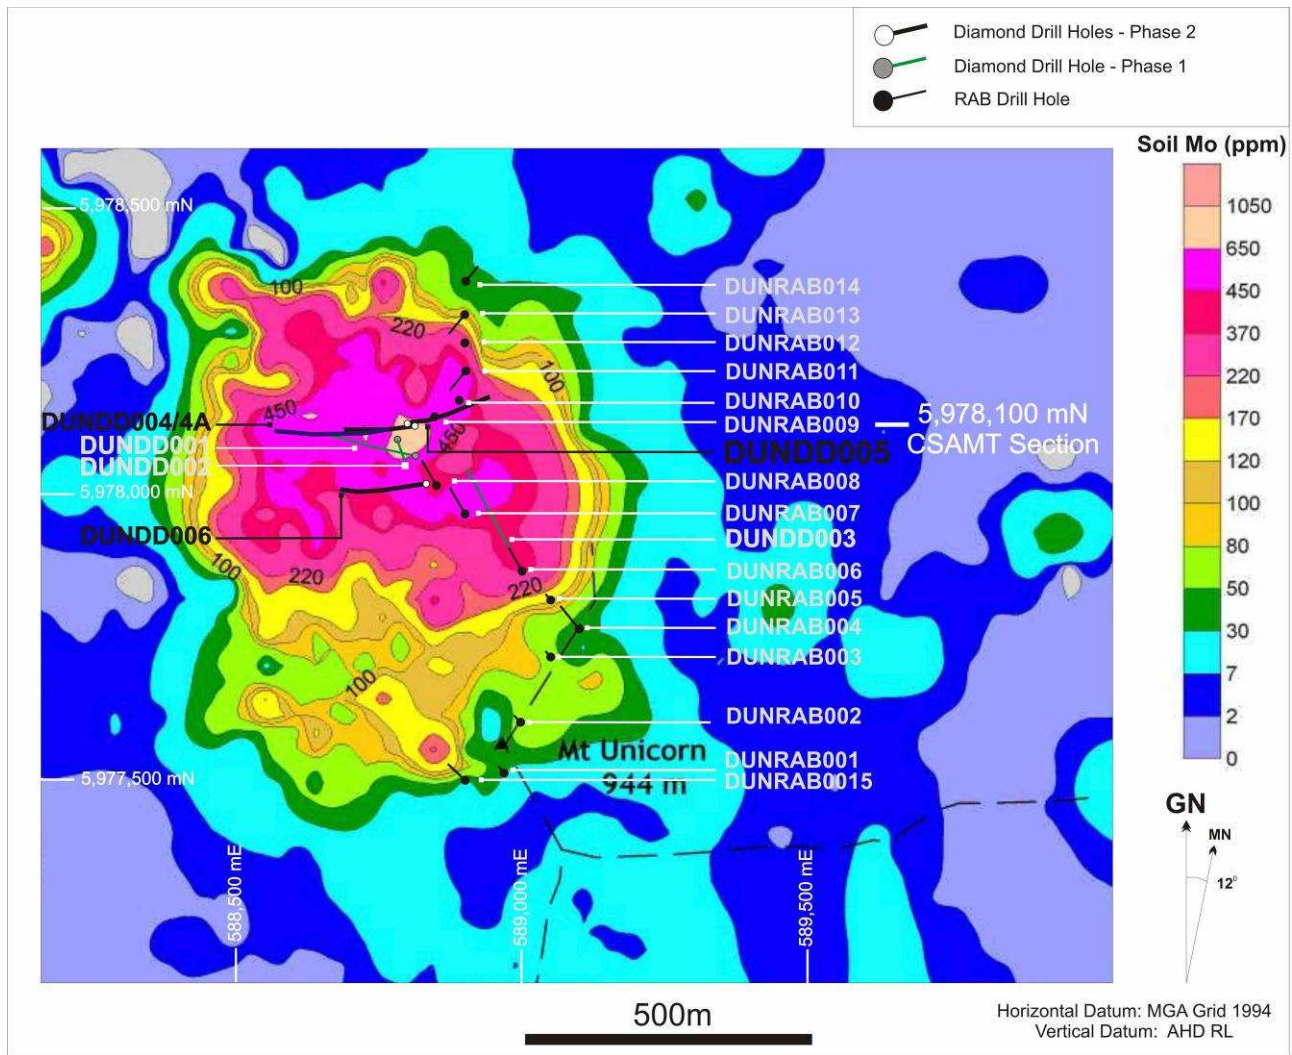 Diamond Drill Holes - Phase 2
Diamond Drill Hole - Phase 1
RAB Drill Hole
Soil Mo (ppm)
1050
650
450
370
220
170
120
100
80
50
30
7
2
0
5,978,500 mN
100
220
100
450
450
DUNRAB014
DUNRAB013
DUNRAB012
DUNRAB011
DUNRAB010
DUNRAB009
5,978,100 mN
CSAMT Section
DUNDD004/4A
DUNDD001
DUNDD002
DUNDD005
5,978,000 mN
DUNRAB008
DUNRAB007
DUNDD006
DUNDD003
DUNRAB006
100
220
220
DUNRAB005
DUNRAB004
DUNRAB003
100
DUNRAB002
Mt Unicorn
944 m
DUNRAB001
DUNRAB0015
5,977,500 mN
588,500 mE
589,000 mE
589,500 mE
GN
MN
12°
500m
Horizontal Datum: MGA Grid 1994
Vertical Datum: AHD RL